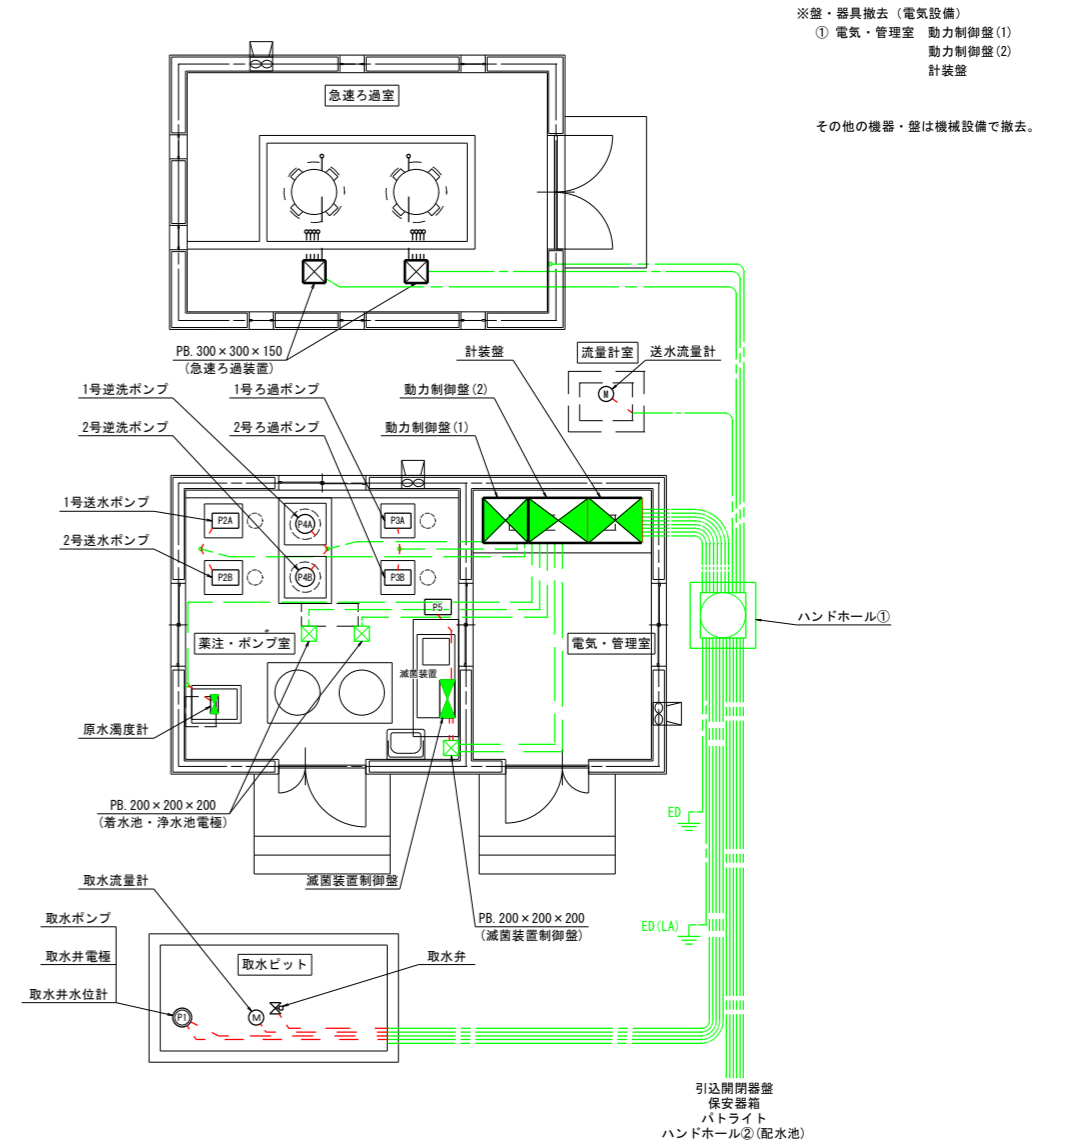 ※盤・器具撤去（電気設備）
① 電気・管理室 動力制御盤(1)
動力制御盤(2)
計装盤
その他の機器・盤は機械設備で撤去。
急速ろ過室
PB.300×300×150
(急速ろ過装置)
計装盤
流量計室
送水流量計
M
1号逆洗ポンプ
1号ろ過ポンプ
動力制御盤(2)
2号逆洗ポンプ
2号ろ過ポンプ
動力制御盤(1)
1号送水ポンプ
2号送水ポンプ
P2A
P4A
P3A
P2B
P4B
P3B
P5
ハンドホール①
薬注・ポンプ室
電気・管理室
滅菌装置
原水濁度計
PB.200×200×200
(着水池・浄水池電極)
ED
滅菌装置制御盤
取水流量計
PB.200×200×200
(滅菌装置制御盤)
ED(LA)
取水ポンプ
取水井電極
取水井水位計
取水ピット
取水弁
P1
M
引込開閉器盤
保安器箱
パトライト
ハンドホール②(配水池)